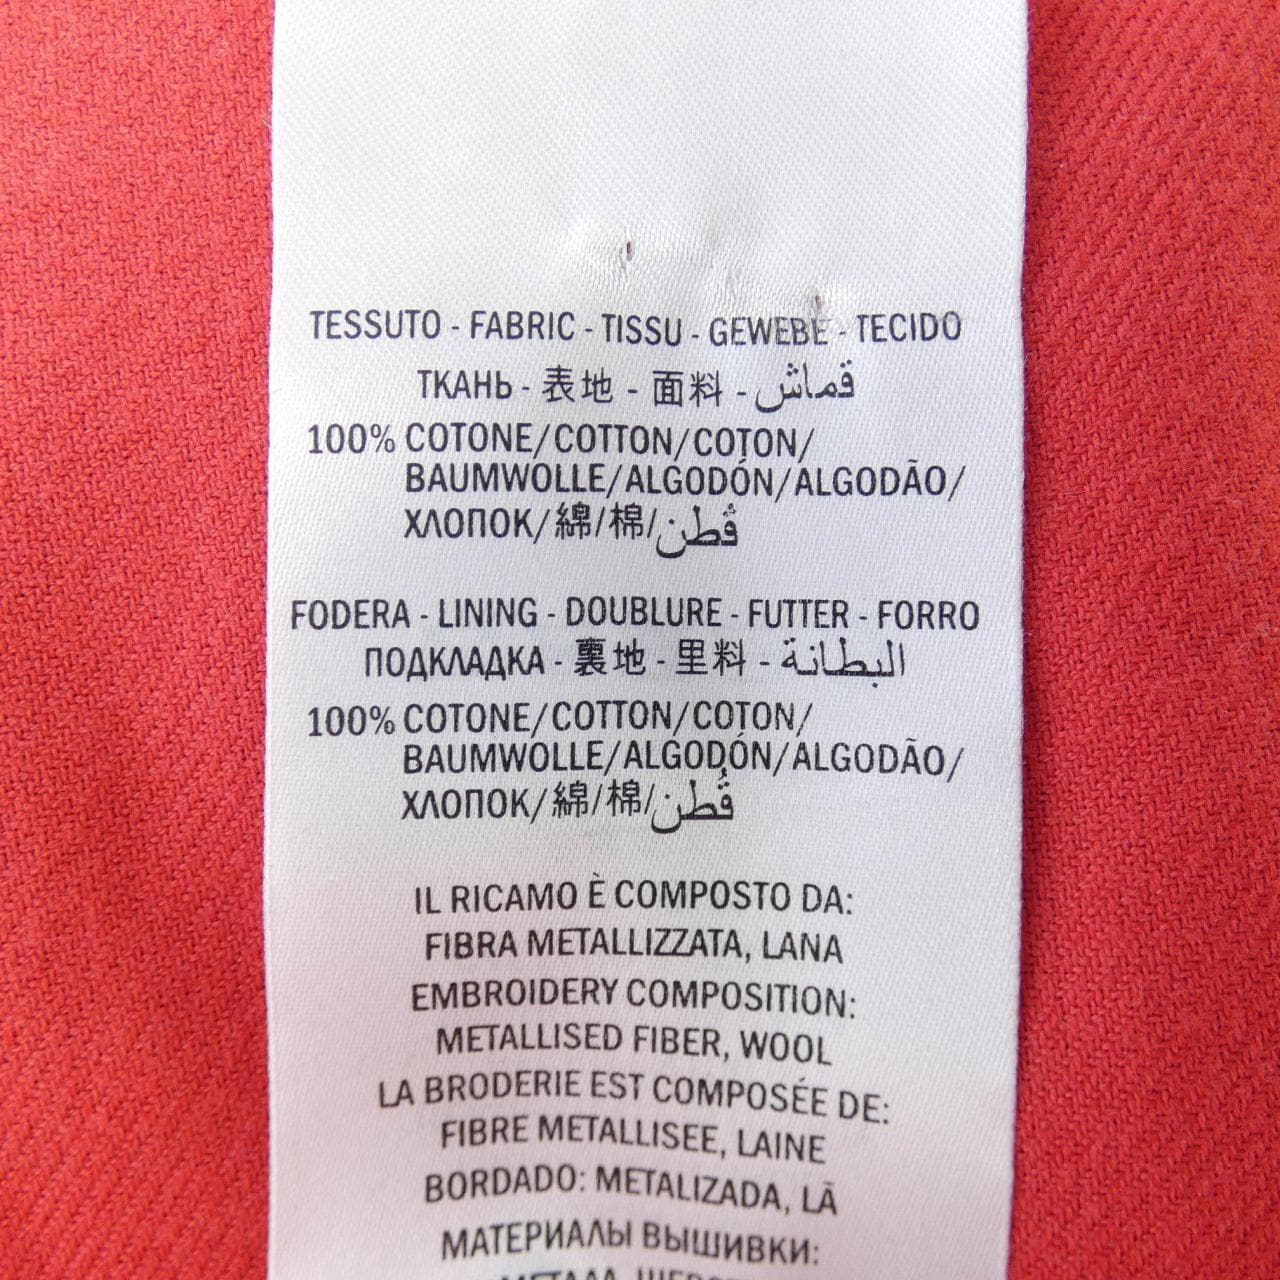 TESSUTO - FABRIC - TISSU - GEWEBE - TECIDO
ТКАНЬ - 表地 - 面料 - قماش
100% COTONE/COTTON/COTON/
BAUMWOLLE/ALGODÓN/ALGODÃO/
ХЛОПОК/綿/棉/قُطن
FODERA - LINING - DOUBLURE - FUTTER - FORRO
ПОДКЛАДКА - 裏地 - 里料 - البطانة
100% COTONE/COTTON/COTON/
BAUMWOLLE/ALGODÓN/ALGODÃO/
ХЛОПОК/綿/棉/قُطن
IL RICAMO È COMPOSTO DA:
FIBRA METALLIZZATA, LANA
EMBROIDERY COMPOSITION:
METALLISED FIBER, WOOL
LA BRODERIE EST COMPOSÉE DE:
FIBRE METALLISEE, LAINE
BORDADO: METALIZADA, LÃ
МАТЕРИАЛЫ ВЫШИВКИ: